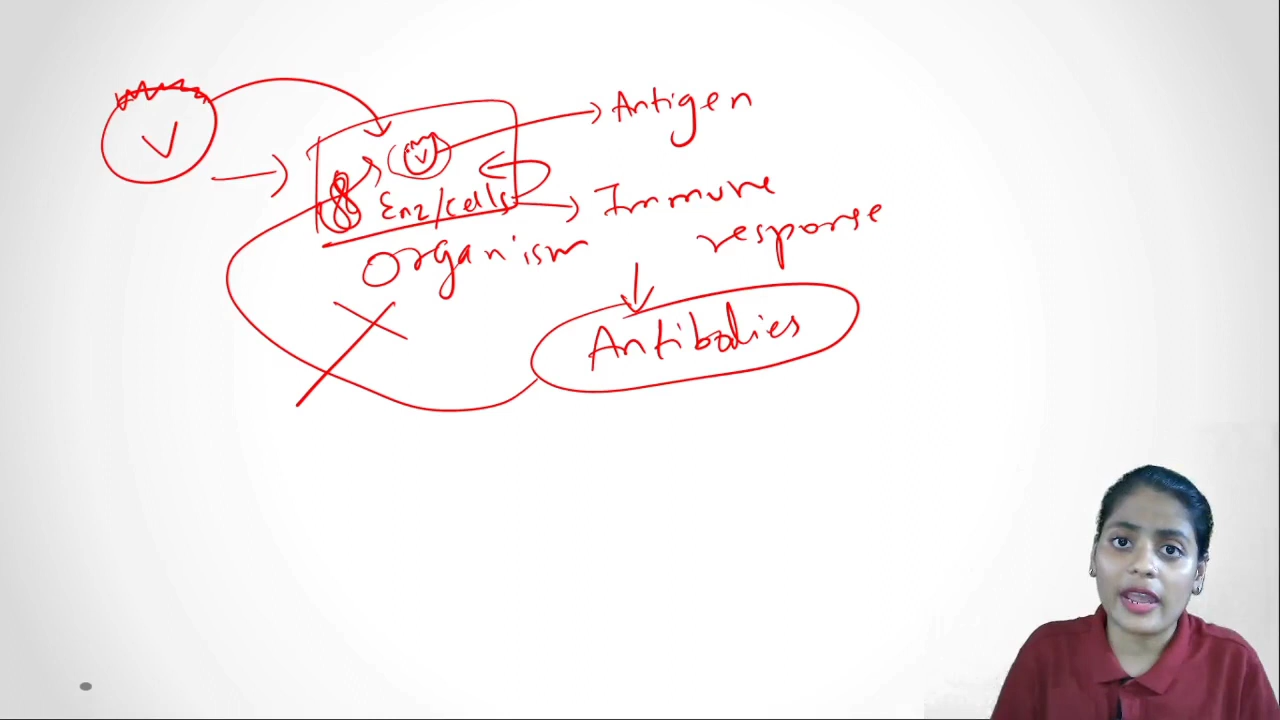 V
Antigen
V
Enz/cells
Immune
response
Organism
Antibodies